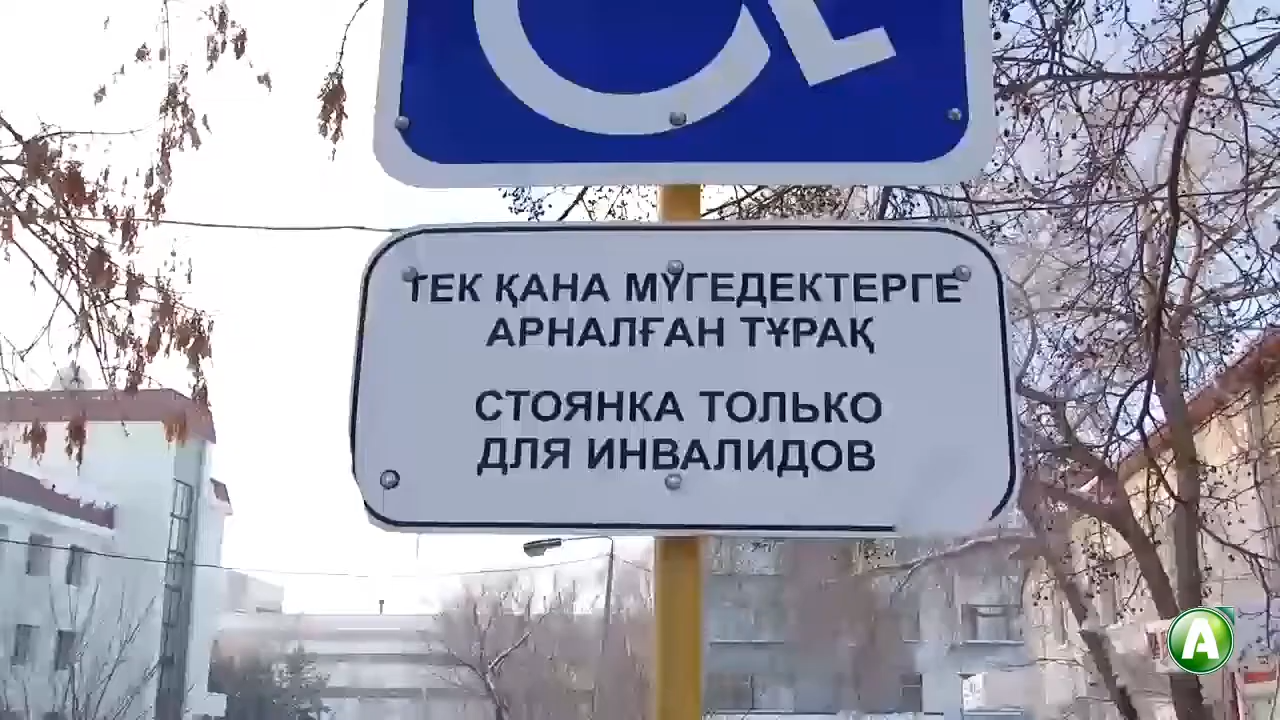 ТЕК ҚАНА МҮГЕДЕКТЕРГЕ
АРНАЛҒАН ТҰРАҚ
СТОЯНКА ТОЛЬКО
ДЛЯ ИНВАЛИДОВ
A